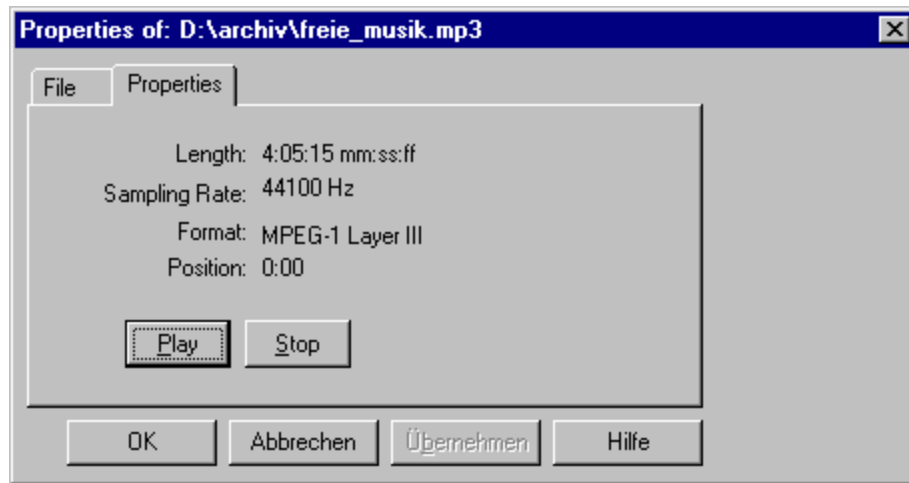 Properties of: D:\archiv\freie_musik.mp3
File Properties
Length: 4:05:15 mm:ss:ff
Sampling Rate: 44100 Hz
Format: MPEG-1 Layer III
Position: 0:00
Play Stop
OK Abbrechen Übernehmen Hilfe